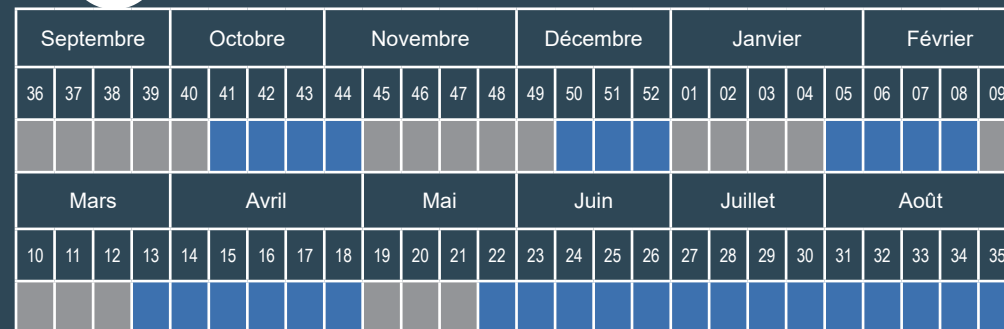 Septembre Octobre Novembre Décembre Janvier Février
36 37 38 39 40 41 42 43 44 45 46 47 48 49 50 51 52 01 02 03 04 05 06 07 08 09
Mars Avril Mai Juin Juillet Août
10 11 12 13 14 15 16 17 18 19 20 21 22 23 24 25 26 27 28 29 30 31 32 33 34 35